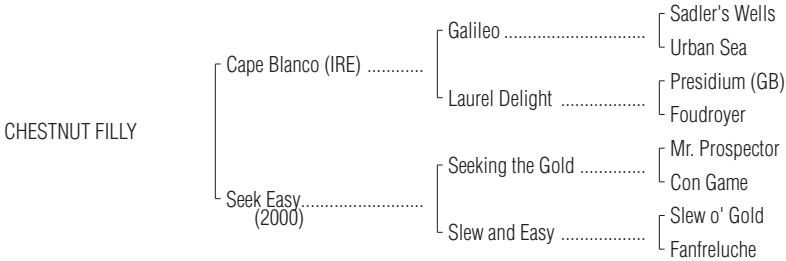 Sadler's Wells
Galileo ..............................
Urban Sea
Cape Blanco (IRE) ............
Presidium (GB)
Laurel Delight ..................
Foudroyer
CHESTNUT FILLY
Mr. Prospector
Seeking the Gold ..............
Con Game
Seek Easy..........................
(2000)
Slew o' Gold
Slew and Easy ..................
Fanfreluche